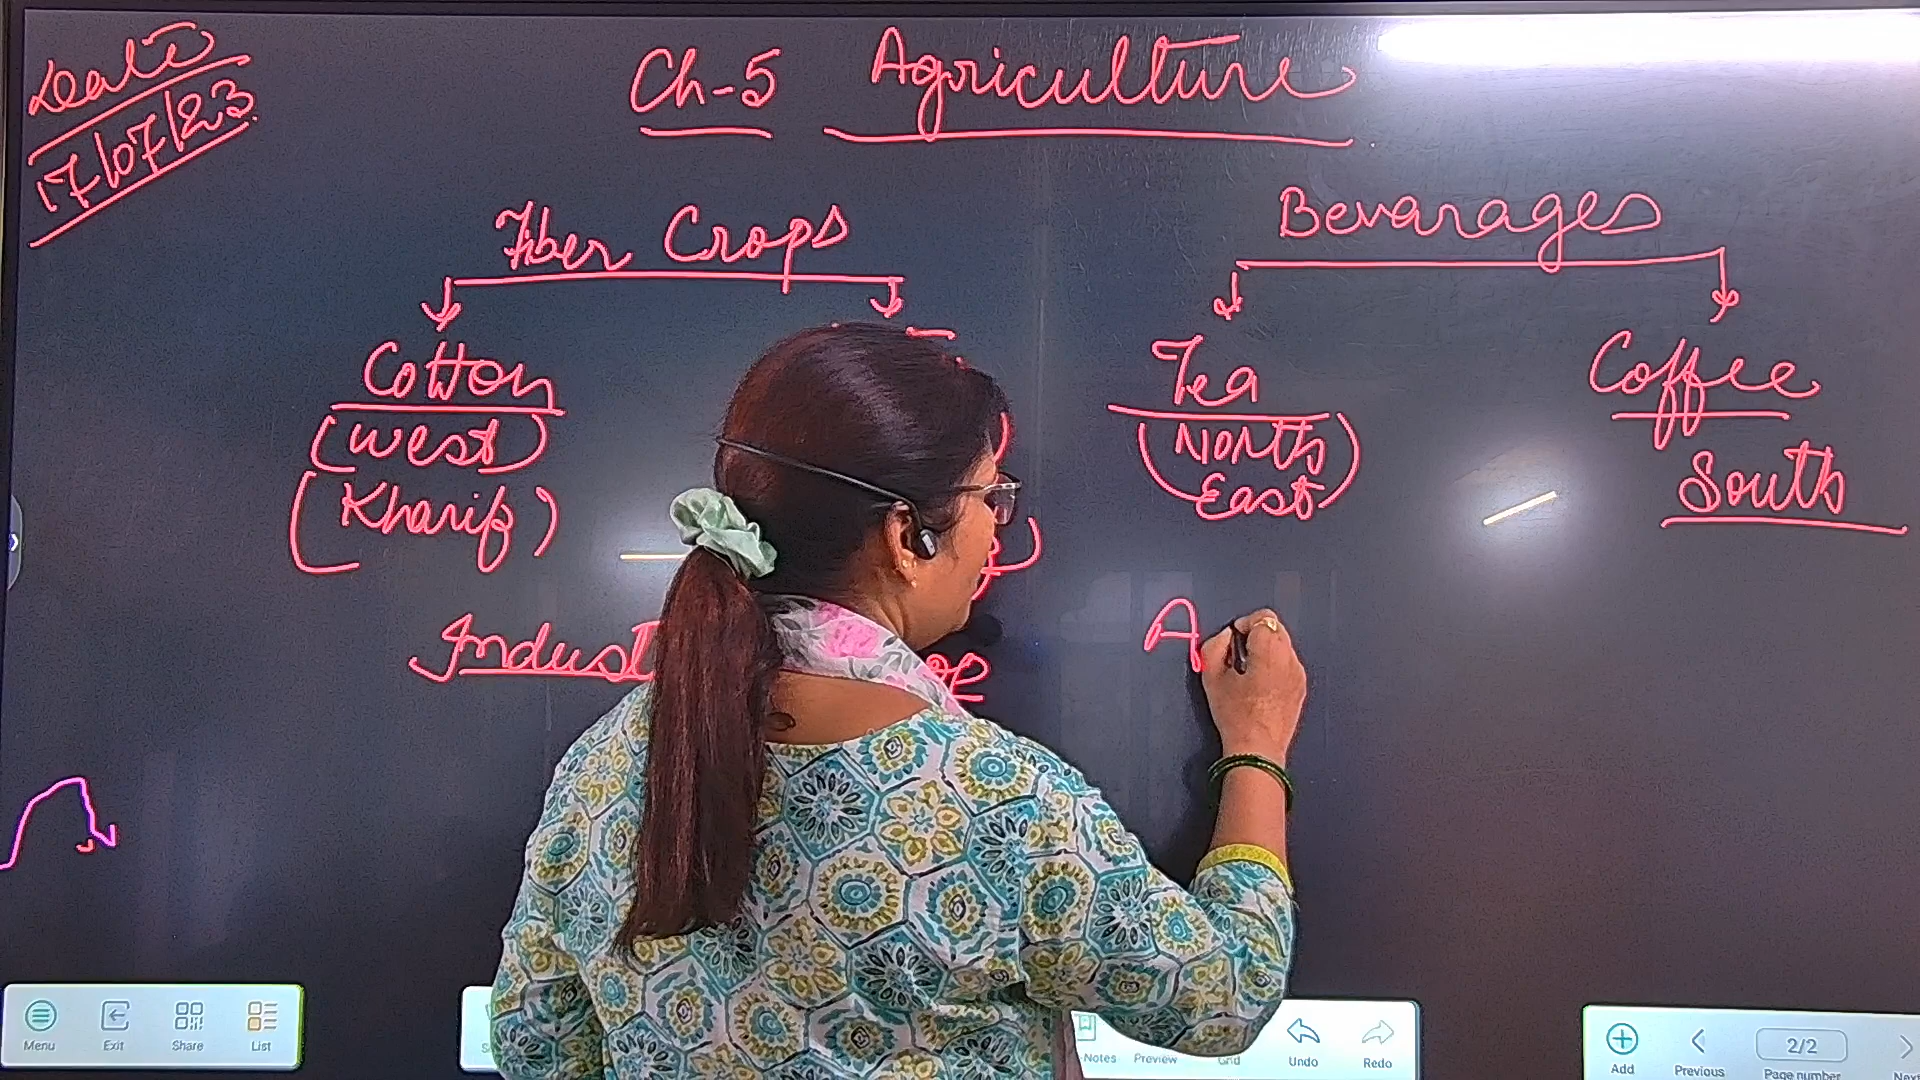 Date
17/07/23.
Ch-5 Agriculture
Fiber Crops
Bevarages
Cotton
Tea
Coffee
(West)
(North
East)
South
(Kharif)
A
Menu
Exit
Share
List
Notes
Preview
Grid
Undo
Redo
Add
Previous
2/2
Page number